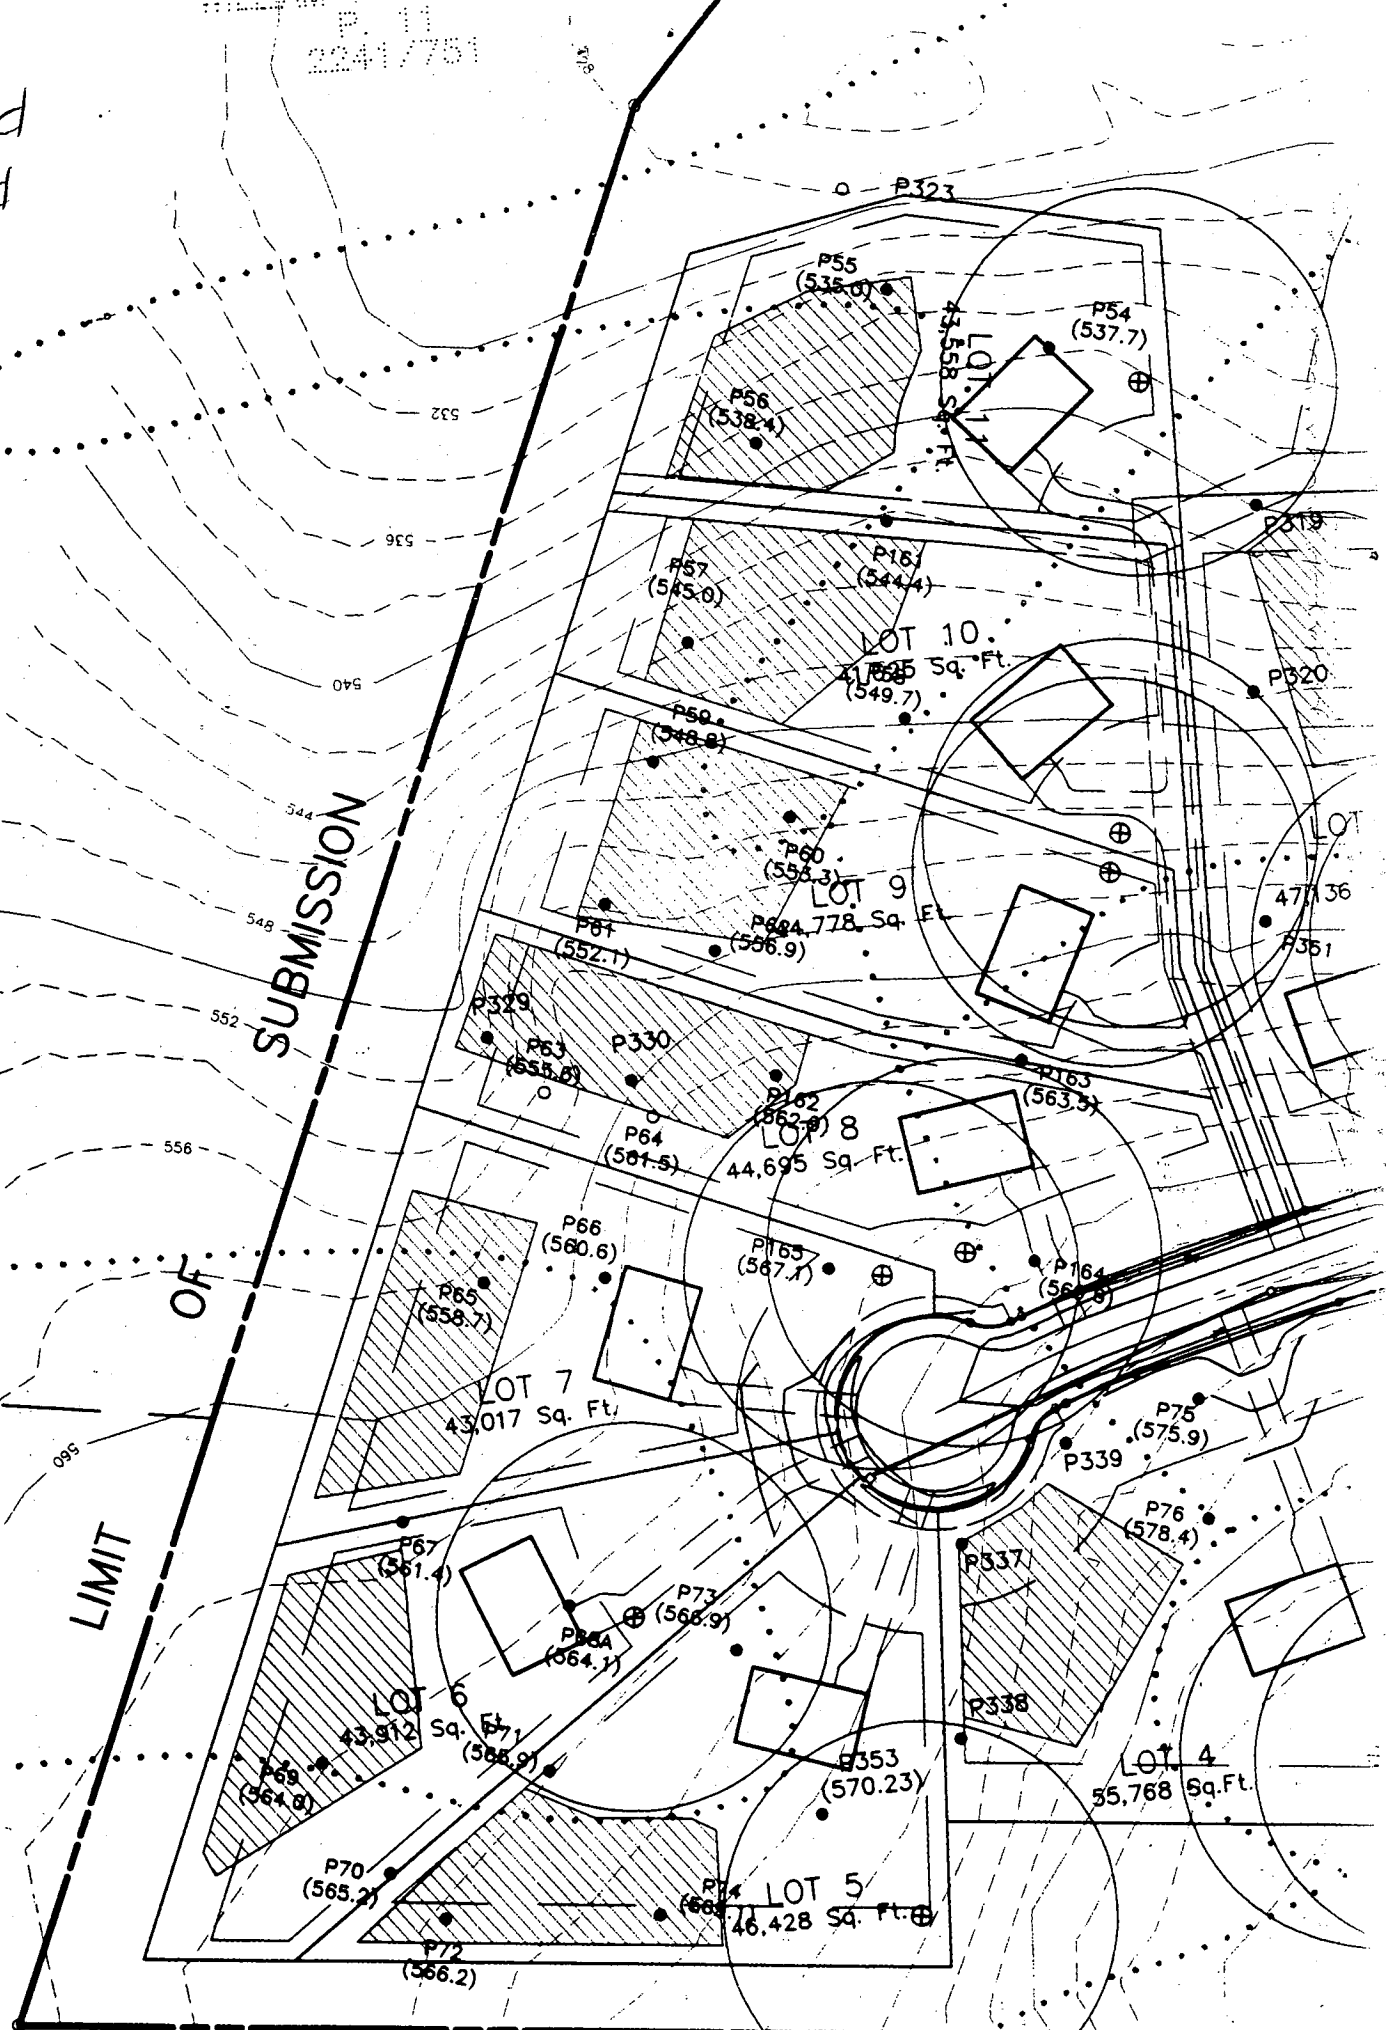 P. 11
2241/751
P323
P55
(535.0)
P54
(537.7)
LOT 11
43,558 Sq. Ft.
P56
(538.4)
532
P319
536
P161
(544.4)
P57
(545.0)
LOT 10
Sq. Ft.
(549.7)
P320
540
P59
(548.8)
544
LOT
P60
(553.3)
LOT 9
47,136
,778 Sq. Ft.
P61
(552.1)
(556.9)
P351
548
SUBMISSION
P329
552
P330
P63
(555.6)
P163
(563.5)
P162
(562.9)
P64
(561.5)
LOT 8
44,695 Sq. Ft.
556
P66
(560.6)
P165
(567.1)
P164
OF
P65
(558.7)
LOT 7
43,017 Sq. Ft.
P75
(575.9)
P339
560
P76
(578.4)
LIMIT
P67
(561.4)
P337
P73
(566.9)
P68A
(564.1)
LOT 6
43,912 Sq. Ft.
P338
P71
P353
(570.23)
LOT 4
55,768 Sq.Ft.
P69
(564.0)
P70
(565.2)
P74
LOT 5
46,428 Sq. Ft.
P72
(566.2)